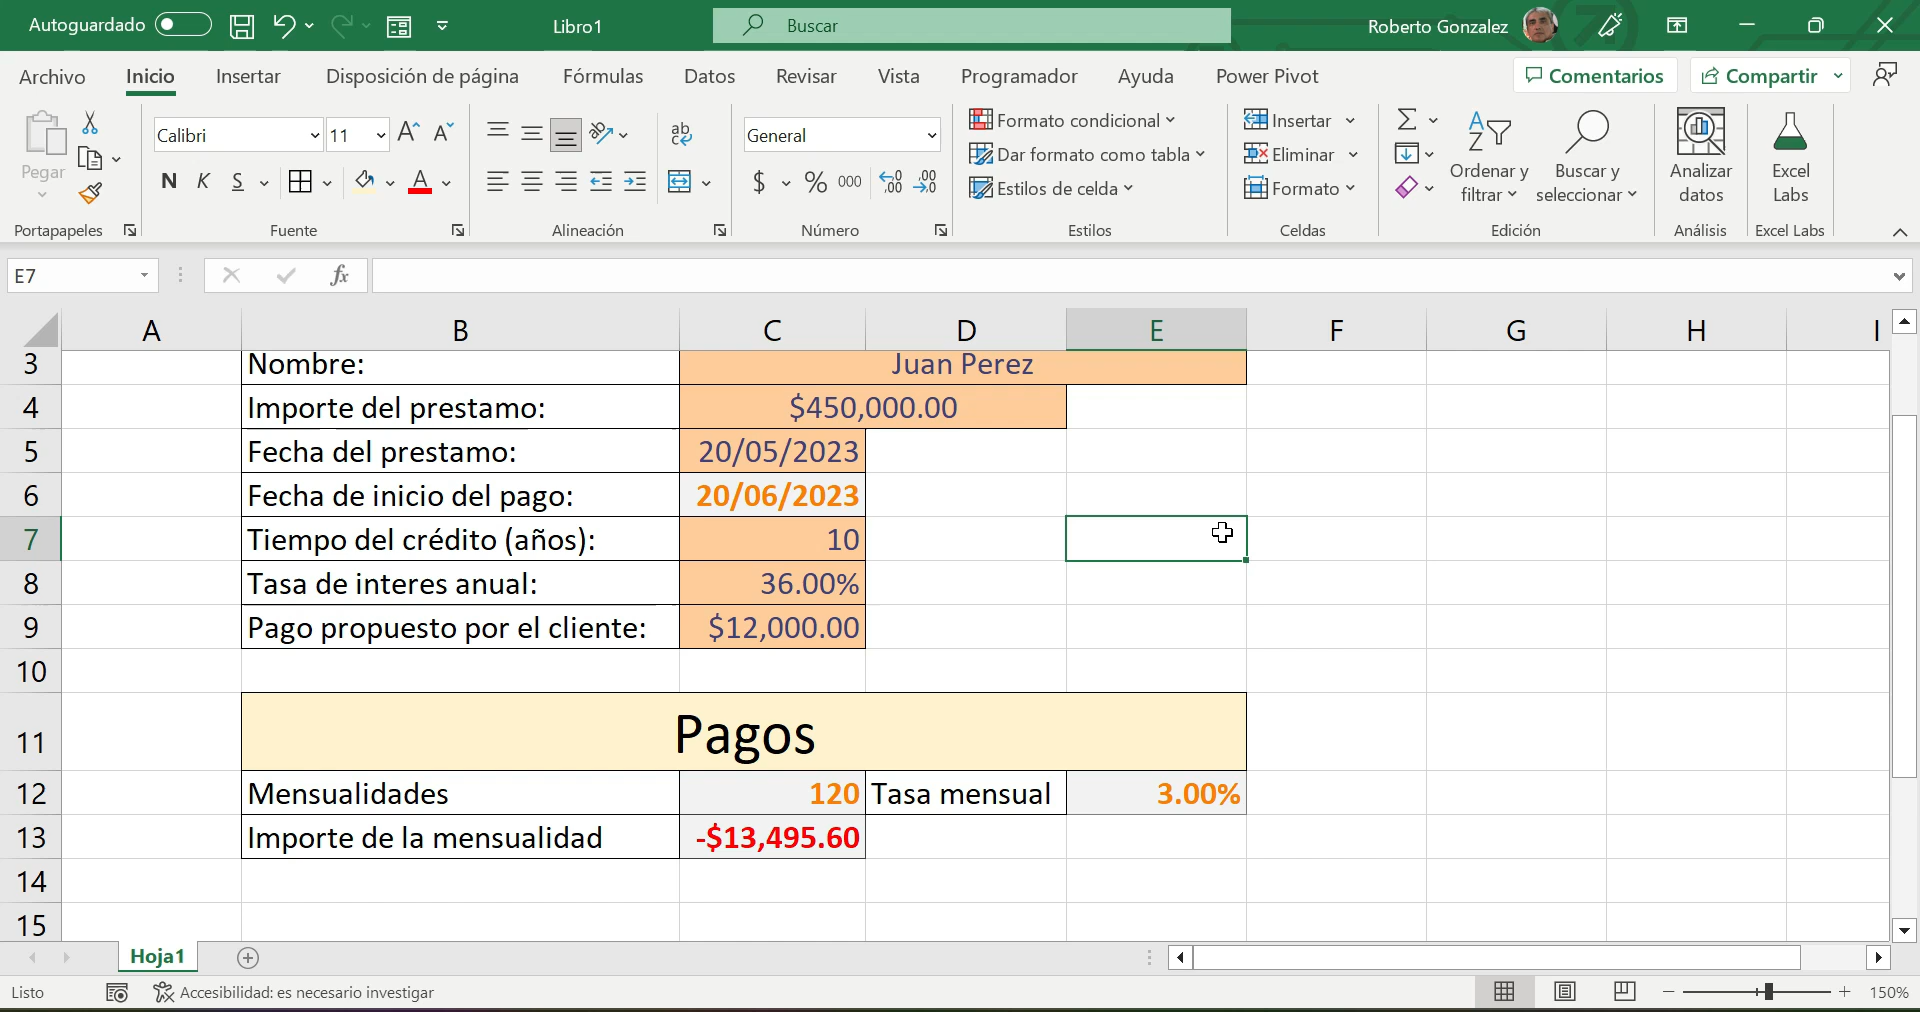 Autoguardado Libro1 Buscar Roberto Gonzalez
Archivo Inicio Insertar Disposición de página Fórmulas Datos Revisar Vista Programador Ayuda Power Pivot Comentarios Compartir
Pegar
Portapapeles
Calibri 11
N K S
Fuente
ab
Alineación
General
$ % 000
Número
Formato condicional
Dar formato como tabla
Estilos de celda
Estilos
Insertar
Eliminar
Formato
Celdas
Ordenar y
filtrar
Buscar y
seleccionar
Edición
Analizar
datos
Análisis
Excel
Labs
Excel Labs
E7 fx
A B C D E F G H I
3 Nombre: Juan Perez
4 Importe del prestamo: $450,000.00
5 Fecha del prestamo: 20/05/2023
6 Fecha de inicio del pago: 20/06/2023
7 Tiempo del crédito (años): 10
8 Tasa de interes anual: 36.00%
9 Pago propuesto por el cliente: $12,000.00
10
11 Pagos
12 Mensualidades 120 Tasa mensual 3.00%
13 Importe de la mensualidad -$13,495.60
14
15
Hoja1
Listo Accesibilidad: es necesario investigar 150%